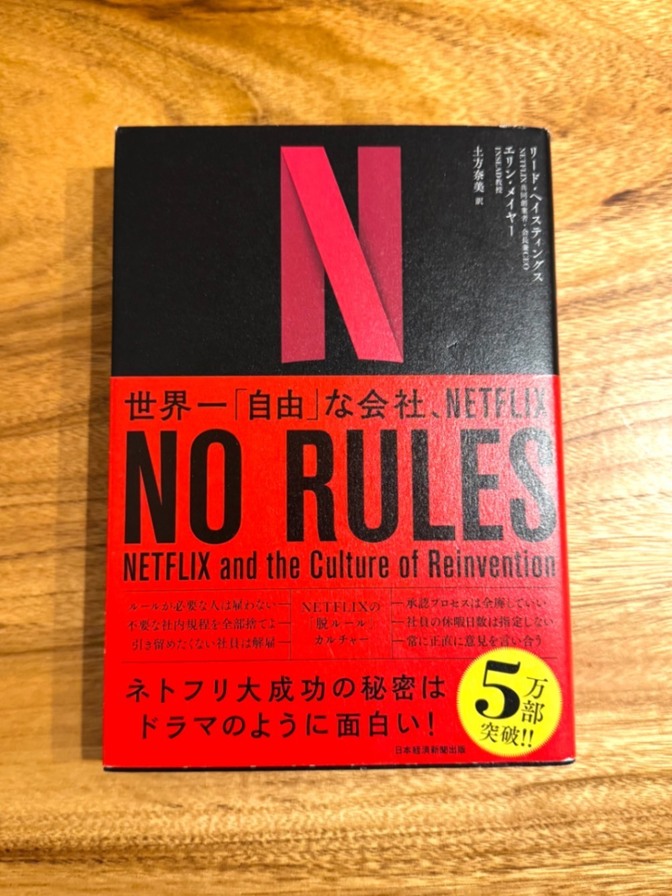 N
リード・ヘイスティングス
NETFLIX共同創業者・会長兼CEO
エリン・メイヤー
INSEAD教授
土方奈美 訳
世界一「自由」な会社、NETFLIX
NO RULES
NETFLIX and the Culture of Reinvention
ルールが必要な人は雇わない
不要な社内規程を全部捨てよ
引き留めたくない社員は解雇
NETFLIXの
「脱ルール」
カルチャー
承認プロセスは全廃していい
社員の休暇日数は指定しない
常に正直に意見を言い合う
ネトフリ大成功の秘密は
ドラマのように面白い!
5万部
突破!!
日本経済新聞出版